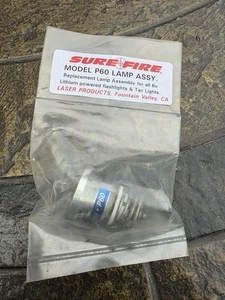 SUREFIRE
MODEL P60 LAMP ASSY.
Replacement Lamp Assembly for all 6v
Lithium powered flashlights & Tac Lights.
LASER PRODUCTS, Fountain Valley, CA
P60